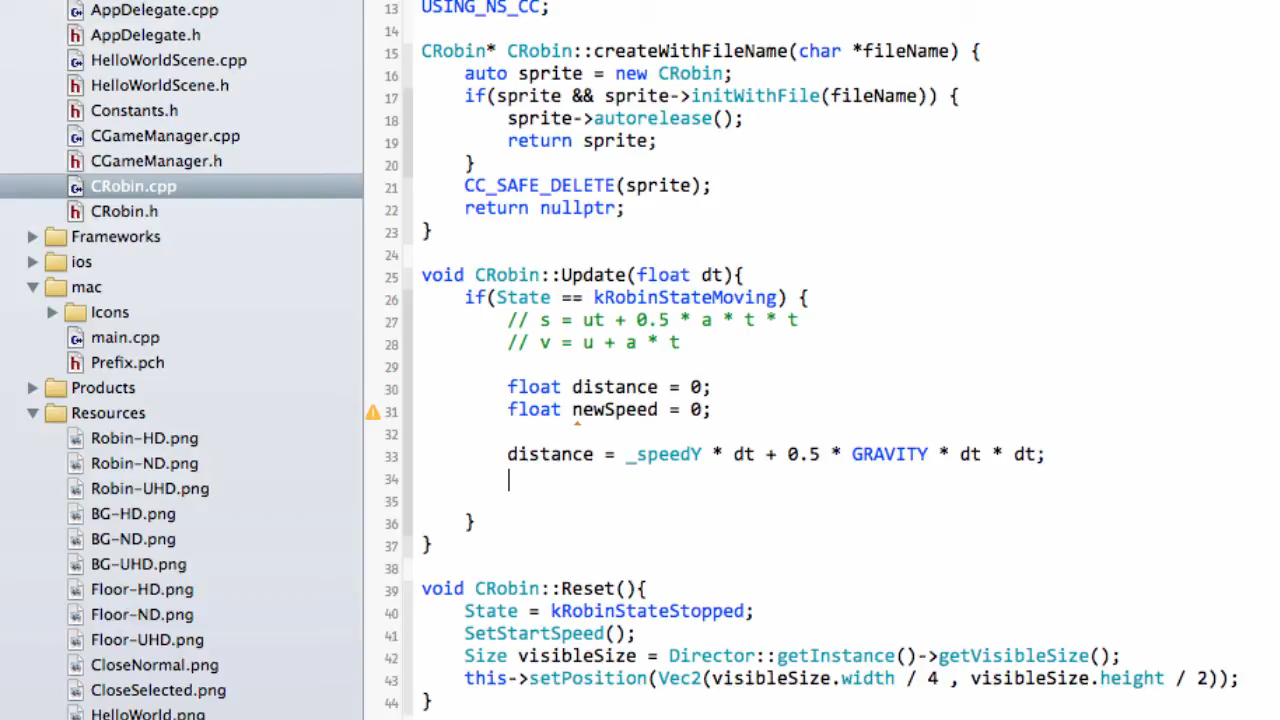 AppDelegate.cpp
AppDelegate.h
HelloWorldScene.cpp
HelloWorldScene.h
Constants.h
CGameManager.cpp
CGameManager.h
CRobin.cpp
CRobin.h
Frameworks
ios
mac
Icons
main.cpp
Prefix.pch
Products
Resources
Robin-HD.png
Robin-ND.png
Robin-UHD.png
BG-HD.png
BG-ND.png
BG-UHD.png
Floor-HD.png
Floor-ND.png
Floor-UHD.png
CloseNormal.png
CloseSelected.png
HelloWorld.png
13 USING_NS_CC;
14
15 CRobin* CRobin::createWithFileName(char *fileName) {
16 auto sprite = new CRobin;
17 if(sprite && sprite->initWithFile(fileName)) {
18 sprite->autorelease();
19 return sprite;
20 }
21 CC_SAFE_DELETE(sprite);
22 return nullptr;
23 }
24
25 void CRobin::Update(float dt){
26 if(State == kRobinStateMoving) {
27 // s = ut + 0.5 * a * t * t
28 // v = u + a * t
29
30 float distance = 0;
31 float newSpeed = 0;
32
33 distance = _speedY * dt + 0.5 * GRAVITY * dt * dt;
34
35
36 }
37 }
38
39 void CRobin::Reset(){
40 State = kRobinStateStopped;
41 SetStartSpeed();
42 Size visibleSize = Director::getInstance()->getVisibleSize();
43 this->setPosition(Vec2(visibleSize.width / 4 , visibleSize.height / 2));
44 }